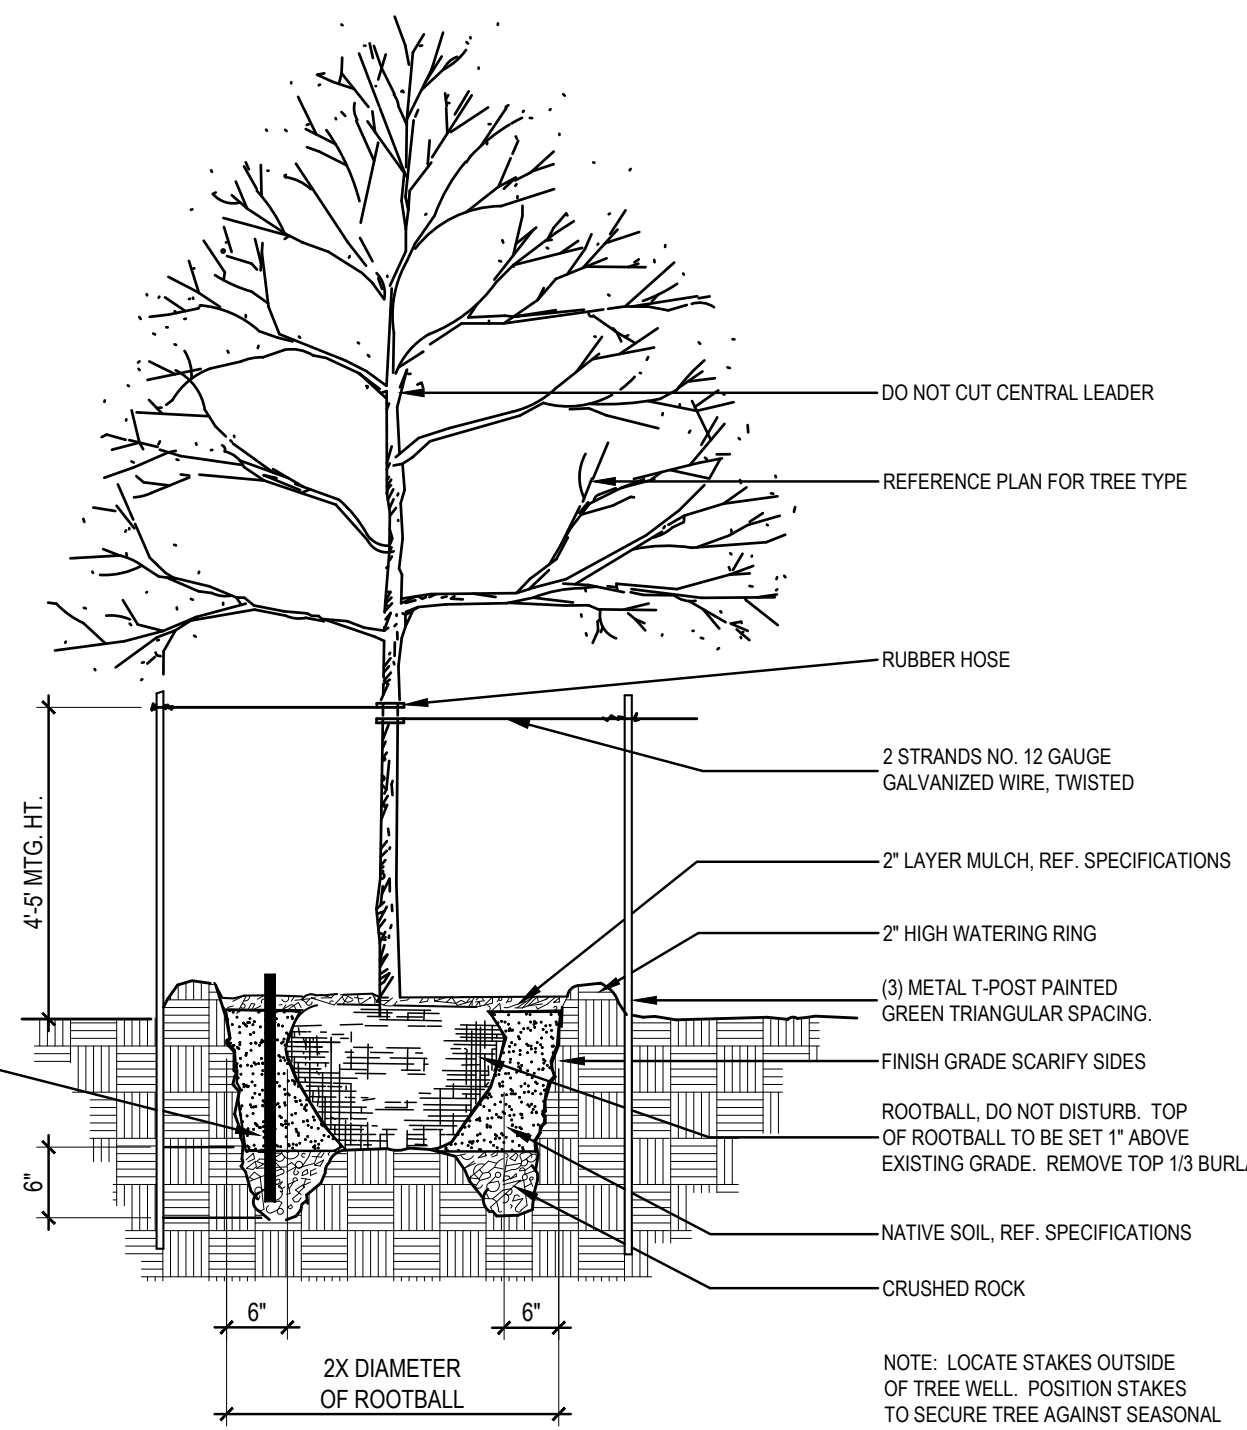 DO NOT CUT CENTRAL LEADER
REFERENCE PLAN FOR TREE TYPE
RUBBER HOSE
2 STRANDS NO. 12 GAUGE
GALVANIZED WIRE, TWISTED
4'-5' MTG. HT.
2" LAYER MULCH, REF. SPECIFICATIONS
2" HIGH WATERING RING
(3) METAL T-POST PAINTED
GREEN TRIANGULAR SPACING.
FINISH GRADE SCARIFY SIDES
ROOTBALL, DO NOT DISTURB. TOP
OF ROOTBALL TO BE SET 1" ABOVE
EXISTING GRADE. REMOVE TOP 1/3
6"
NATIVE SOIL, REF. SPECIFICATIONS
CRUSHED ROCK
6"
6"
2X DIAMETER
OF ROOTBALL
NOTE: LOCATE STAKES OUTSIDE
OF TREE WELL. POSITION STAKES
TO SECURE TREE AGAINST SEASONAL